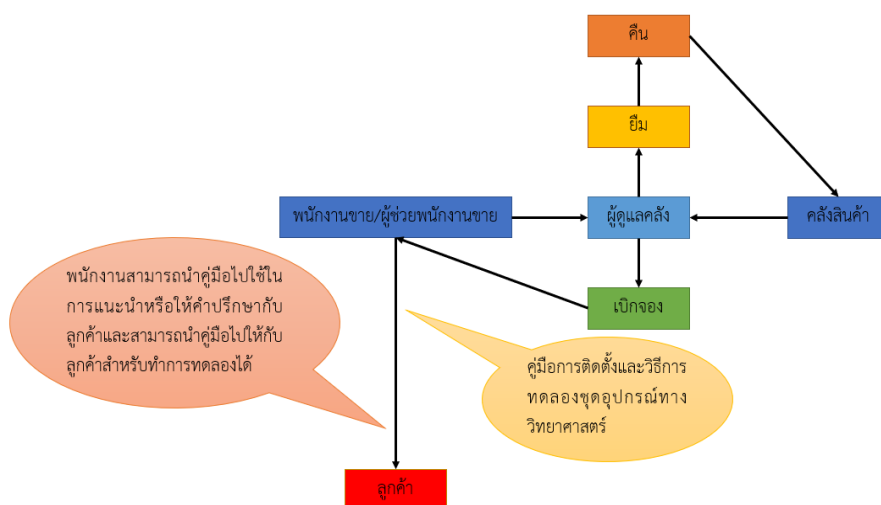 คืน
ยืม
พนักงานขาย/ผู้ช่วยพนักงานขาย
ผู้ดูแลคลัง
คลังสินค้า
เบิกจอง
พนักงานสามารถนำคู่มือไปใช้ใน
การแนะนำหรือให้คำปรึกษากับ
ลูกค้าและสามารถนำคู่มือไปให้กับ
ลูกค้าสำหรับทำการทดลองได้
คู่มือการติดตั้งและวิธีการ
ทดลองชุดอุปกรณ์ทาง
วิทยาศาสตร์
ลูกค้า